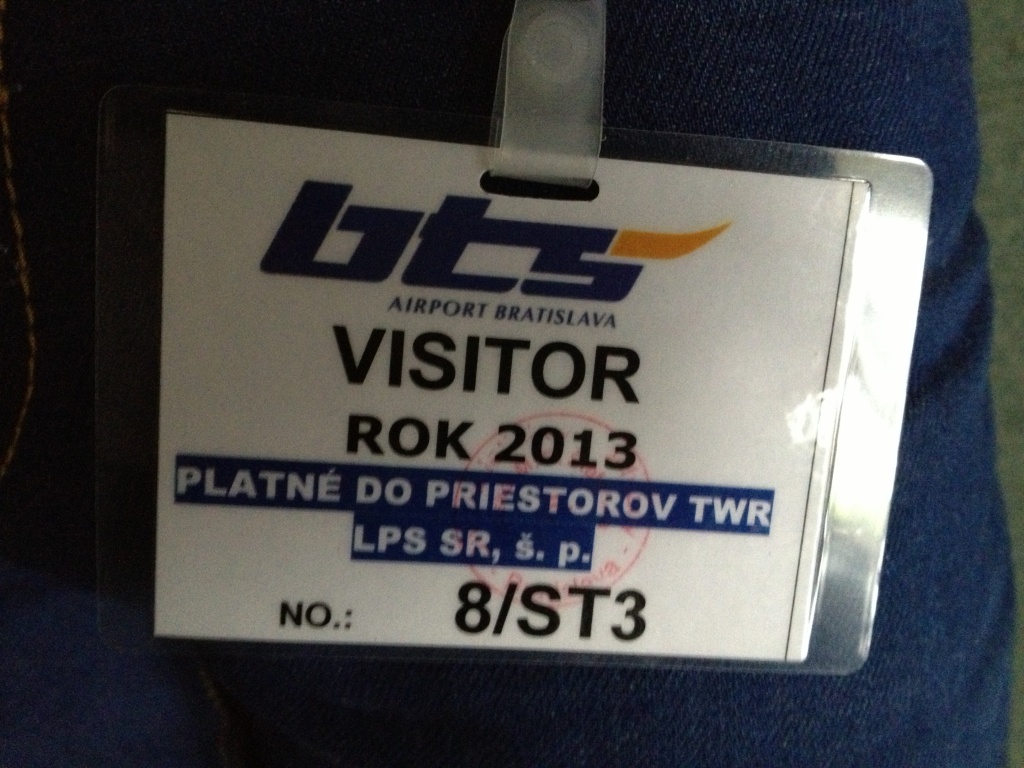 bts
AIRPORT BRATISLAVA
VISITOR
ROK 2013
PLATNÉ DO PRIESTOROV TWR
LPS SR, š. p.
NO.: 8/ST3